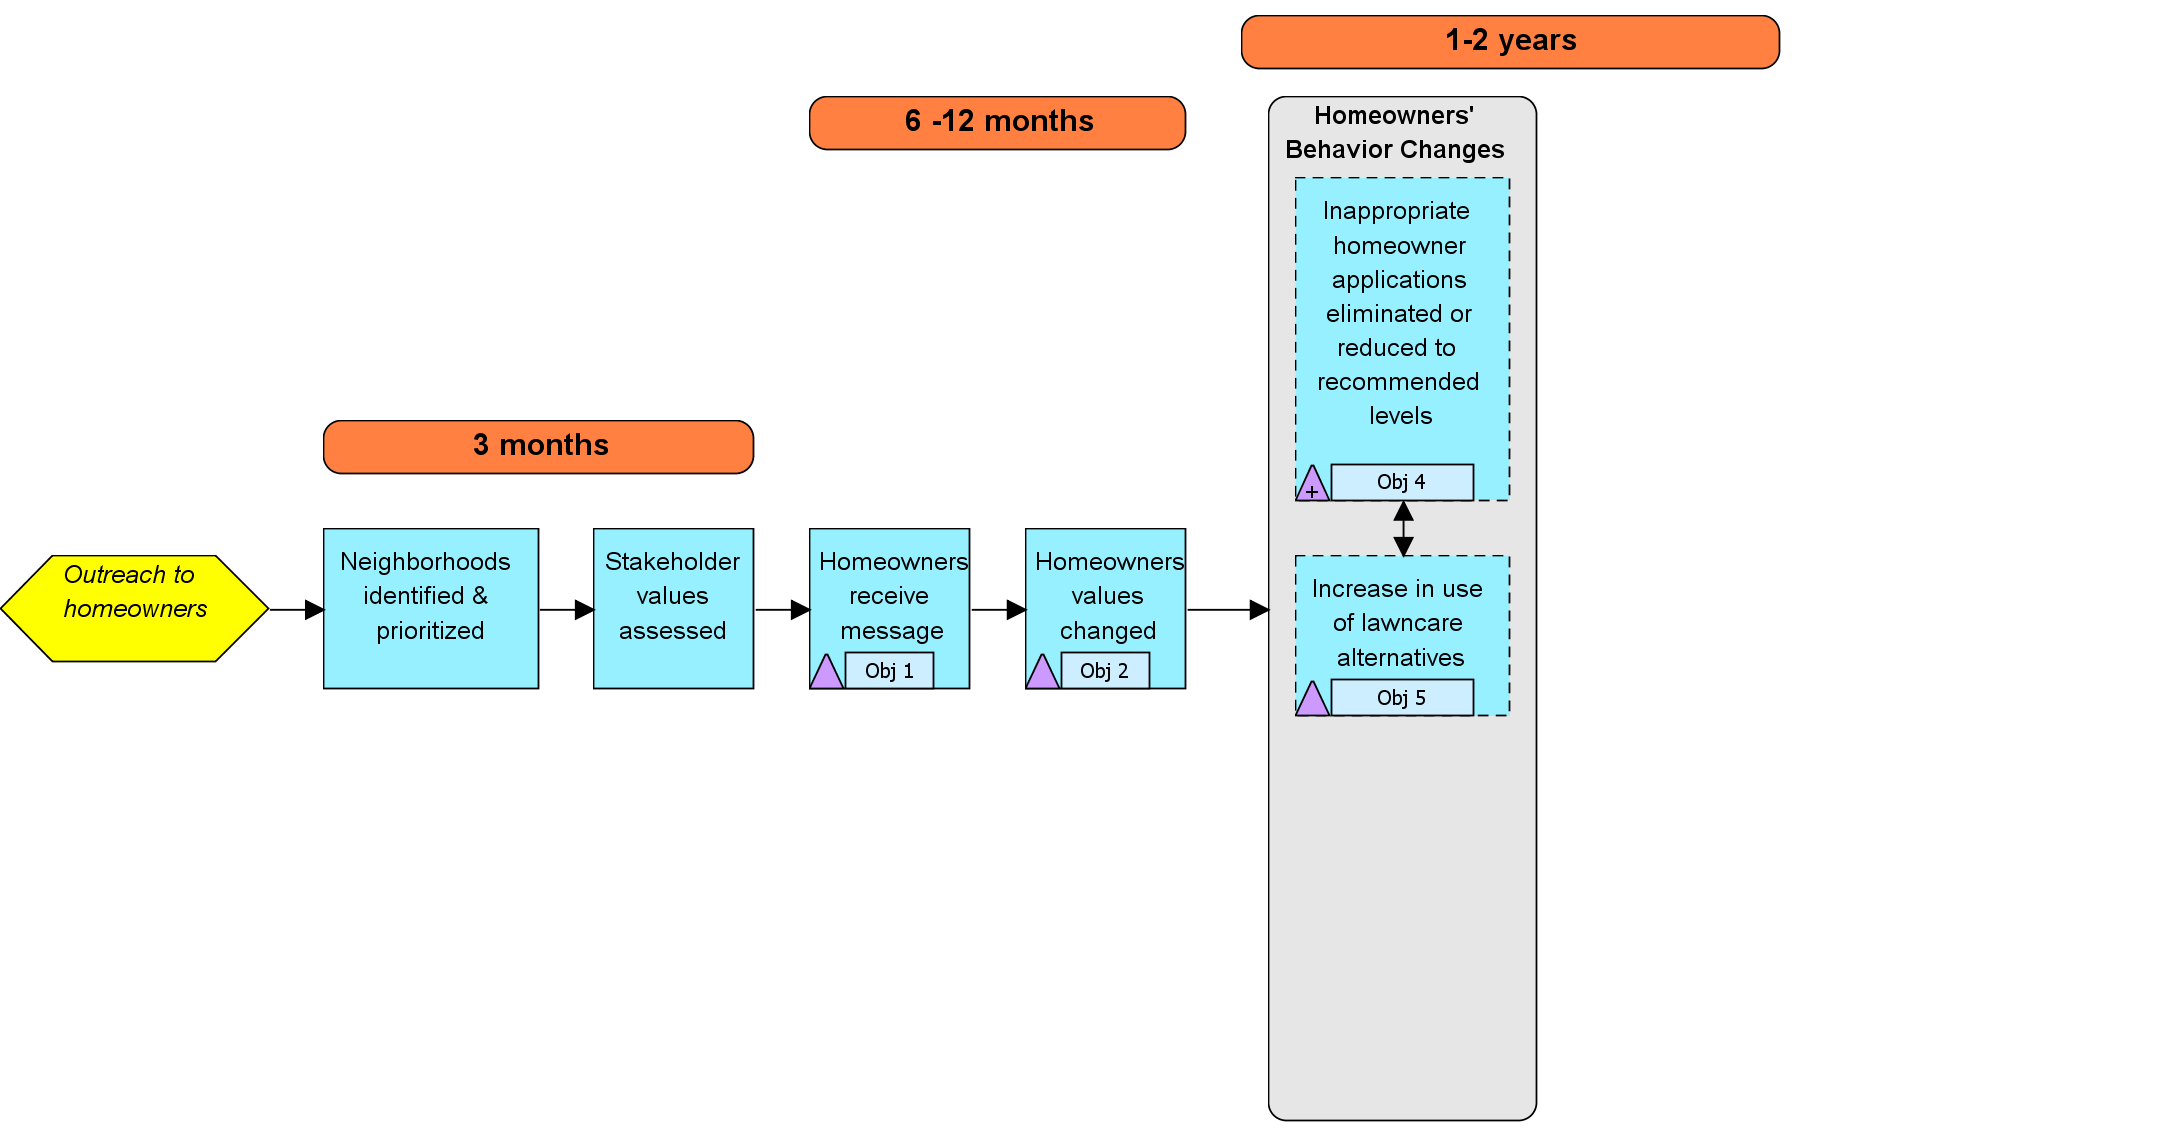 1-2 years
6 -12 months
Homeowners'
Behavior Changes
Inappropriate
homeowner
applications
eliminated or
reduced to
recommended
levels
+
Obj 4
3 months
Outreach to
homeowners
Neighborhoods
identified &
prioritized
Stakeholder
values
assessed
Homeowners
receive
message
Obj 1
Homeowners
values
changed
Obj 2
Increase in use
of lawncare
alternatives
Obj 5